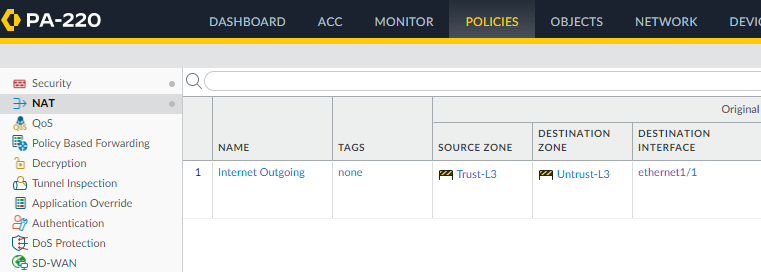 PA-220 DASHBOARD ACC MONITOR POLICIES OBJECTS NETWORK DEVI
Security
NAT
QoS
Policy Based Forwarding
Decryption
Tunnel Inspection
Application Override
Authentication
DoS Protection
SD-WAN
Original
NAME TAGS SOURCE ZONE DESTINATION ZONE DESTINATION INTERFACE
1 Internet Outgoing none Trust-L3 Untrust-L3 ethernet1/1